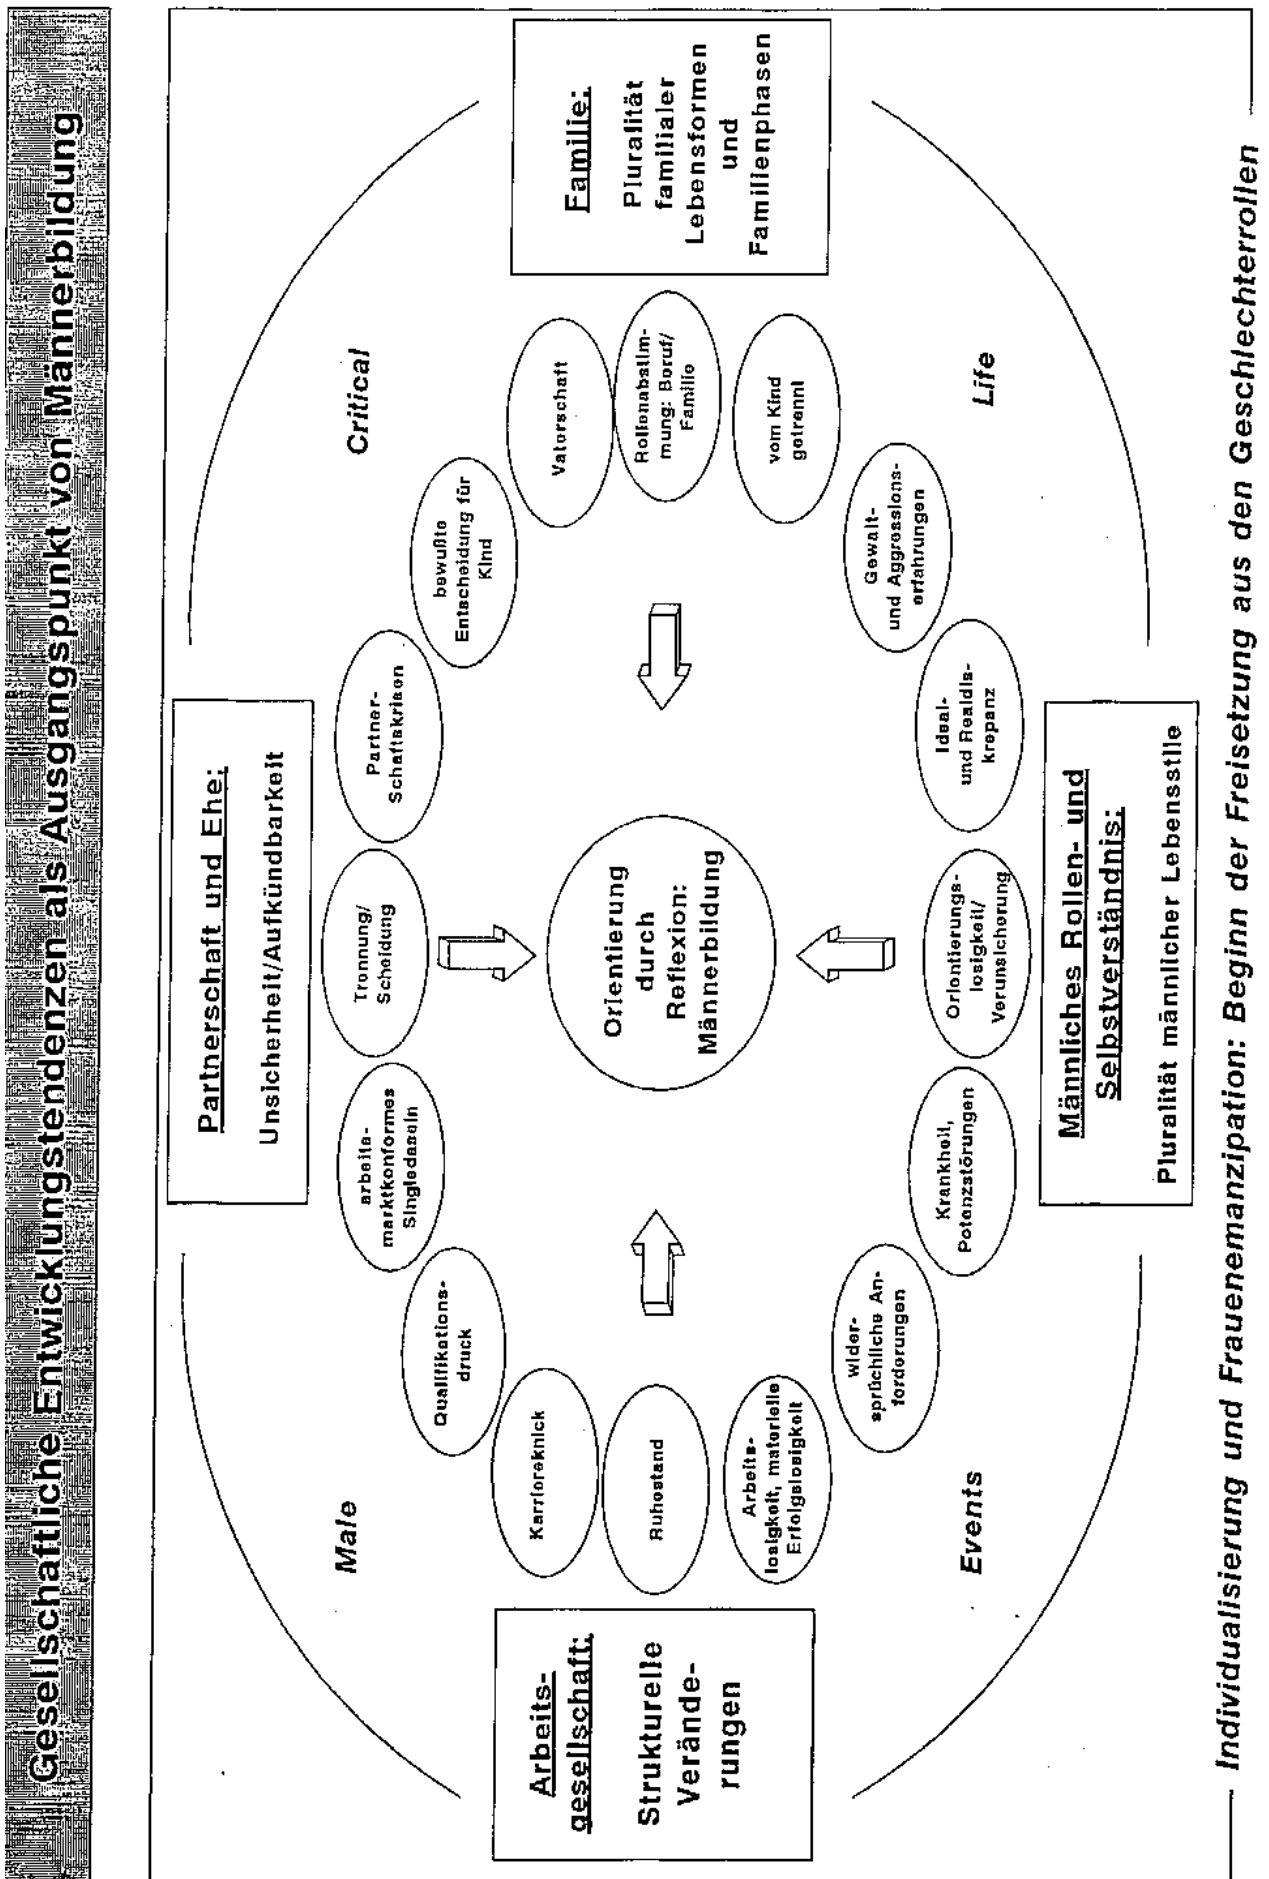 Gesellschaftliche Entwicklungstendenzen als Ausgangspunkt von Männerbildung
Partnerschaft und Ehe:
Unsicherheit/Aufkündbarkeit
Male
Critical
arbeits-
marktkonformes
Singledasein
Trennung/
Scheidung
Partner-
Schaftskrisen
Qualifikations-
druck
bewußte
Entscheidung für
Kind
Karriereknick
Vaterschaft
Arbeits-
gesellschaft:
Strukturelle
Verände-
rungen
Ruhestand
Orientierung
durch
Reflexion:
Männerbildung
Rollenabstim-
mung: Beruf/
Familie
Familie:
Pluralität
familialer
Lebensformen
und
Familienphasen
Arbeits-
losigkeit, materielle
Erfolgslosigkeit
vom Kind
getrennt
wider-
sprüchliche An-
forderungen
Gewalt-
und Aggressions-
erfahrungen
Krankheit,
Potenzstörungen
Orientierungs-
losigkeit/
Verunsicherung
Ideal-
und Realdis-
krepanz
Events
Life
Männliches Rollen- und
Selbstverständnis:
Pluralität männlicher Lebensstile
Individualisierung und Frauenemanzipation: Beginn der Freisetzung aus den Geschlechterrollen